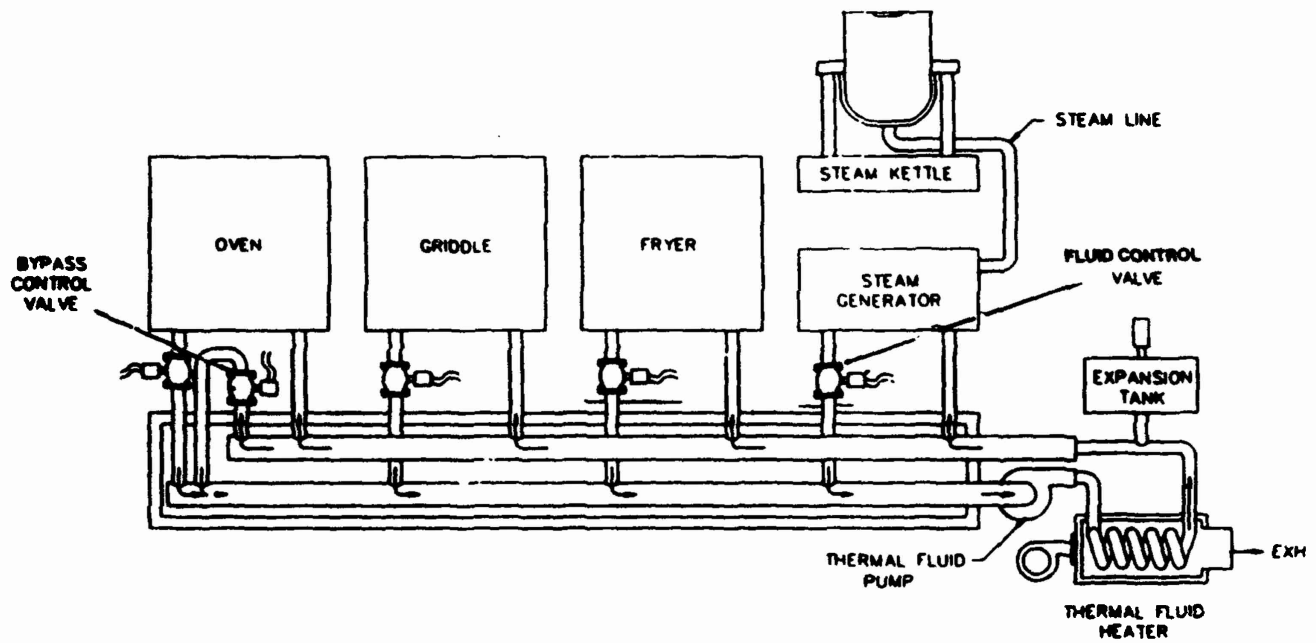 STEAM LINE
STEAM KETTLE
OVEN
GRIDDLE
FRYER
BYPASS
CONTROL
VALVE
STEAM
GENERATOR
FLUID CONTROL
VALVE
EXPANSION
TANK
THERMAL FLUID
PUMP
EXH
THERMAL FLUID
HEATER